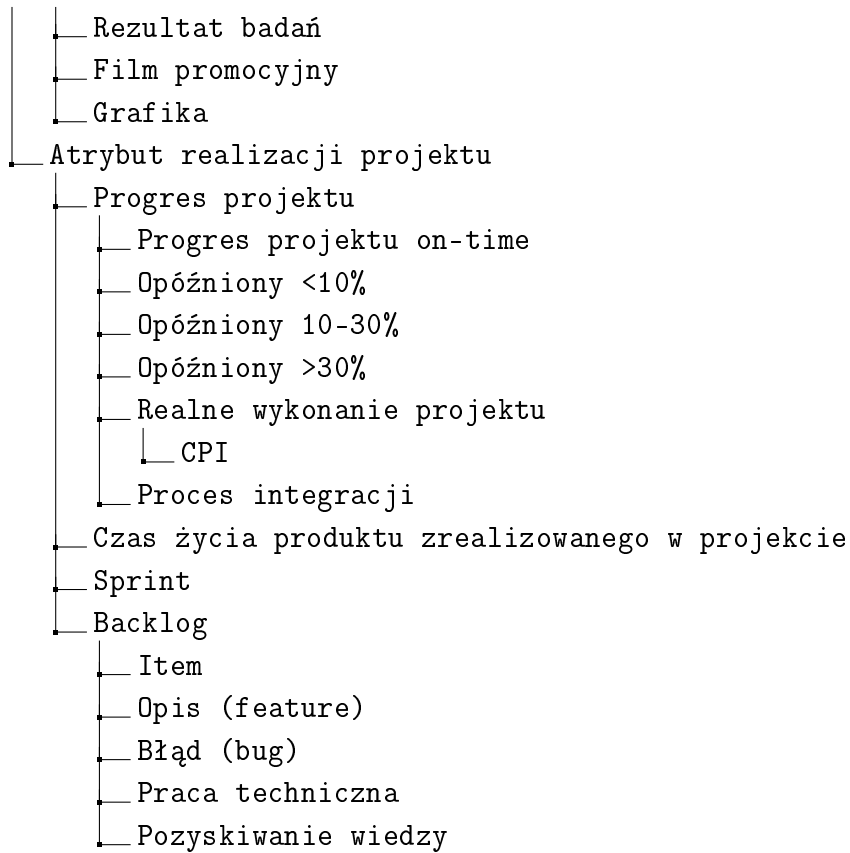 Rezultat badań
Film promocyjny
Grafika
Atrybut realizacji projektu
Progres projektu
Progres projektu on-time
Opóźniony <10%
Opóźniony 10-30%
Opóźniony >30%
Realne wykonanie projektu
CPI
Proces integracji
Czas życia produktu zrealizowanego w projekcie
Sprint
Backlog
Item
Opis (feature)
Błąd (bug)
Praca techniczna
Pozyskiwanie wiedzy